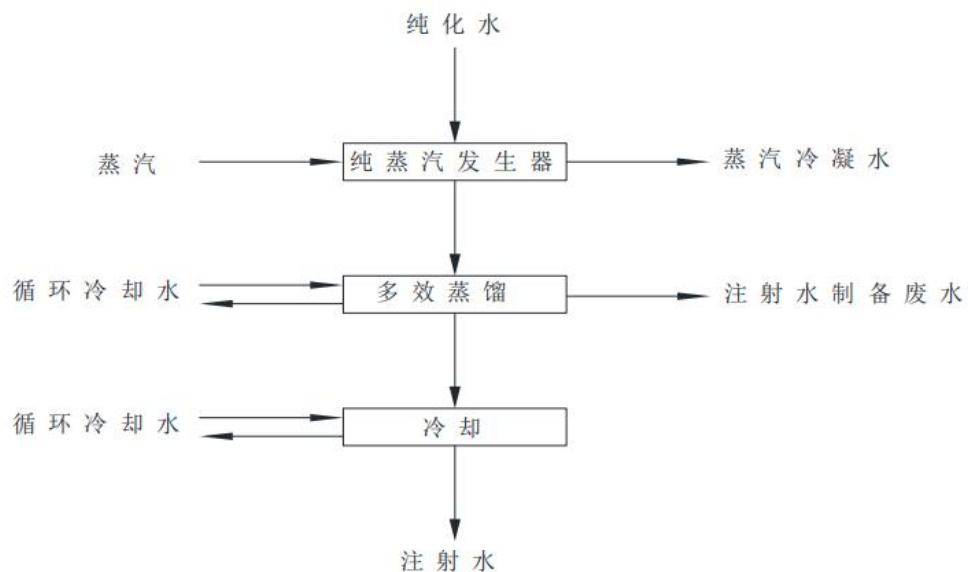 纯化水
蒸汽
纯蒸汽发生器
蒸汽冷凝水
循环冷却水
多效蒸馏
注射水制备废水
循环冷却水
冷却
注射水